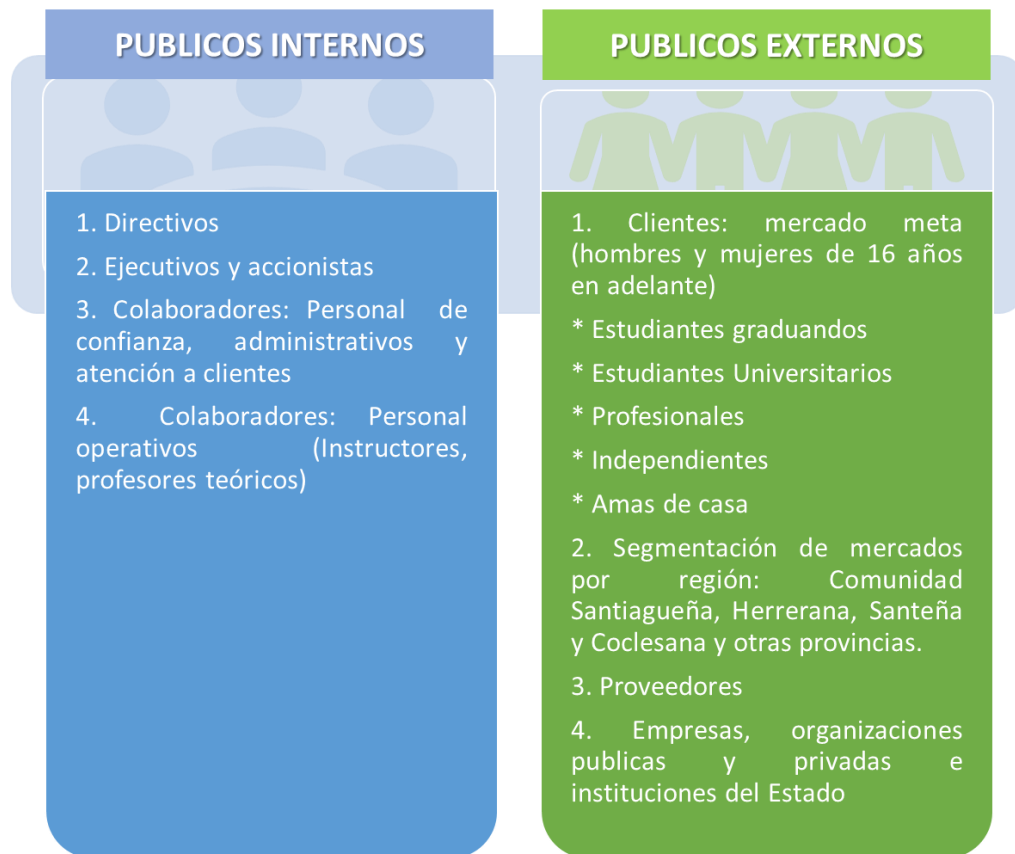 PUBLICOS INTERNOS
1. Directivos
2. Ejecutivos y accionistas
3. Colaboradores: Personal de
confianza, administrativos y
atención a clientes
4. Colaboradores: Personal
operativos (Instructores,
profesores teóricos)
PUBLICOS EXTERNOS
1. Clientes: mercado meta
(hombres y mujeres de 16 años
en adelante)
* Estudiantes graduandos
* Estudiantes Universitarios
* Profesionales
* Independientes
* Amas de casa
2. Segmentación de mercados
por región: Comunidad
Santiagueña, Herrerana, Santeña
y Coclesana y otras provincias.
3. Proveedores
4. Empresas, organizaciones
publicas y privadas e
instituciones del Estado